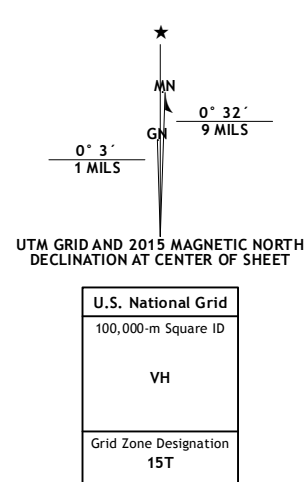 ★
MN
0° 32´
9 MILS
GN
0° 3´
1 MILS
UTM GRID AND 2015 MAGNETIC NORTH
DECLINATION AT CENTER OF SHEET
U.S. National Grid
100,000-m Square ID
VH
Grid Zone Designation
15T